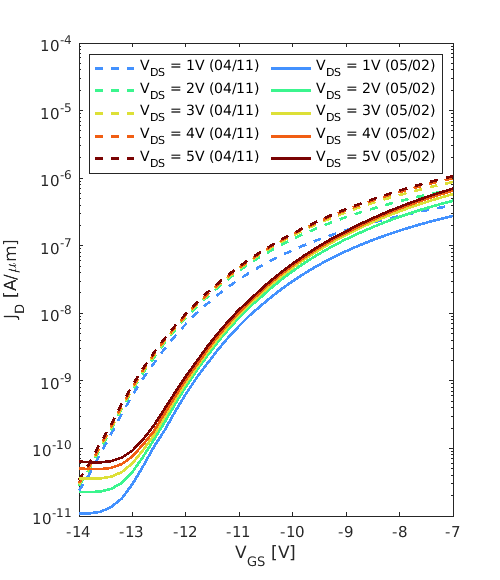 10^-4
V_DS = 1V (04/11) V_DS = 1V (05/02)
V_DS = 2V (04/11) V_DS = 2V (05/02)
10^-5
V_DS = 3V (04/11) V_DS = 3V (05/02)
V_DS = 4V (04/11) V_DS = 4V (05/02)
V_DS = 5V (04/11) V_DS = 5V (05/02)
10^-6
10^-7
J_D [A/μm]
10^-8
10^-9
10^-10
10^-11
-14 -13 -12 -11 -10 -9 -8 -7
V_GS [V]